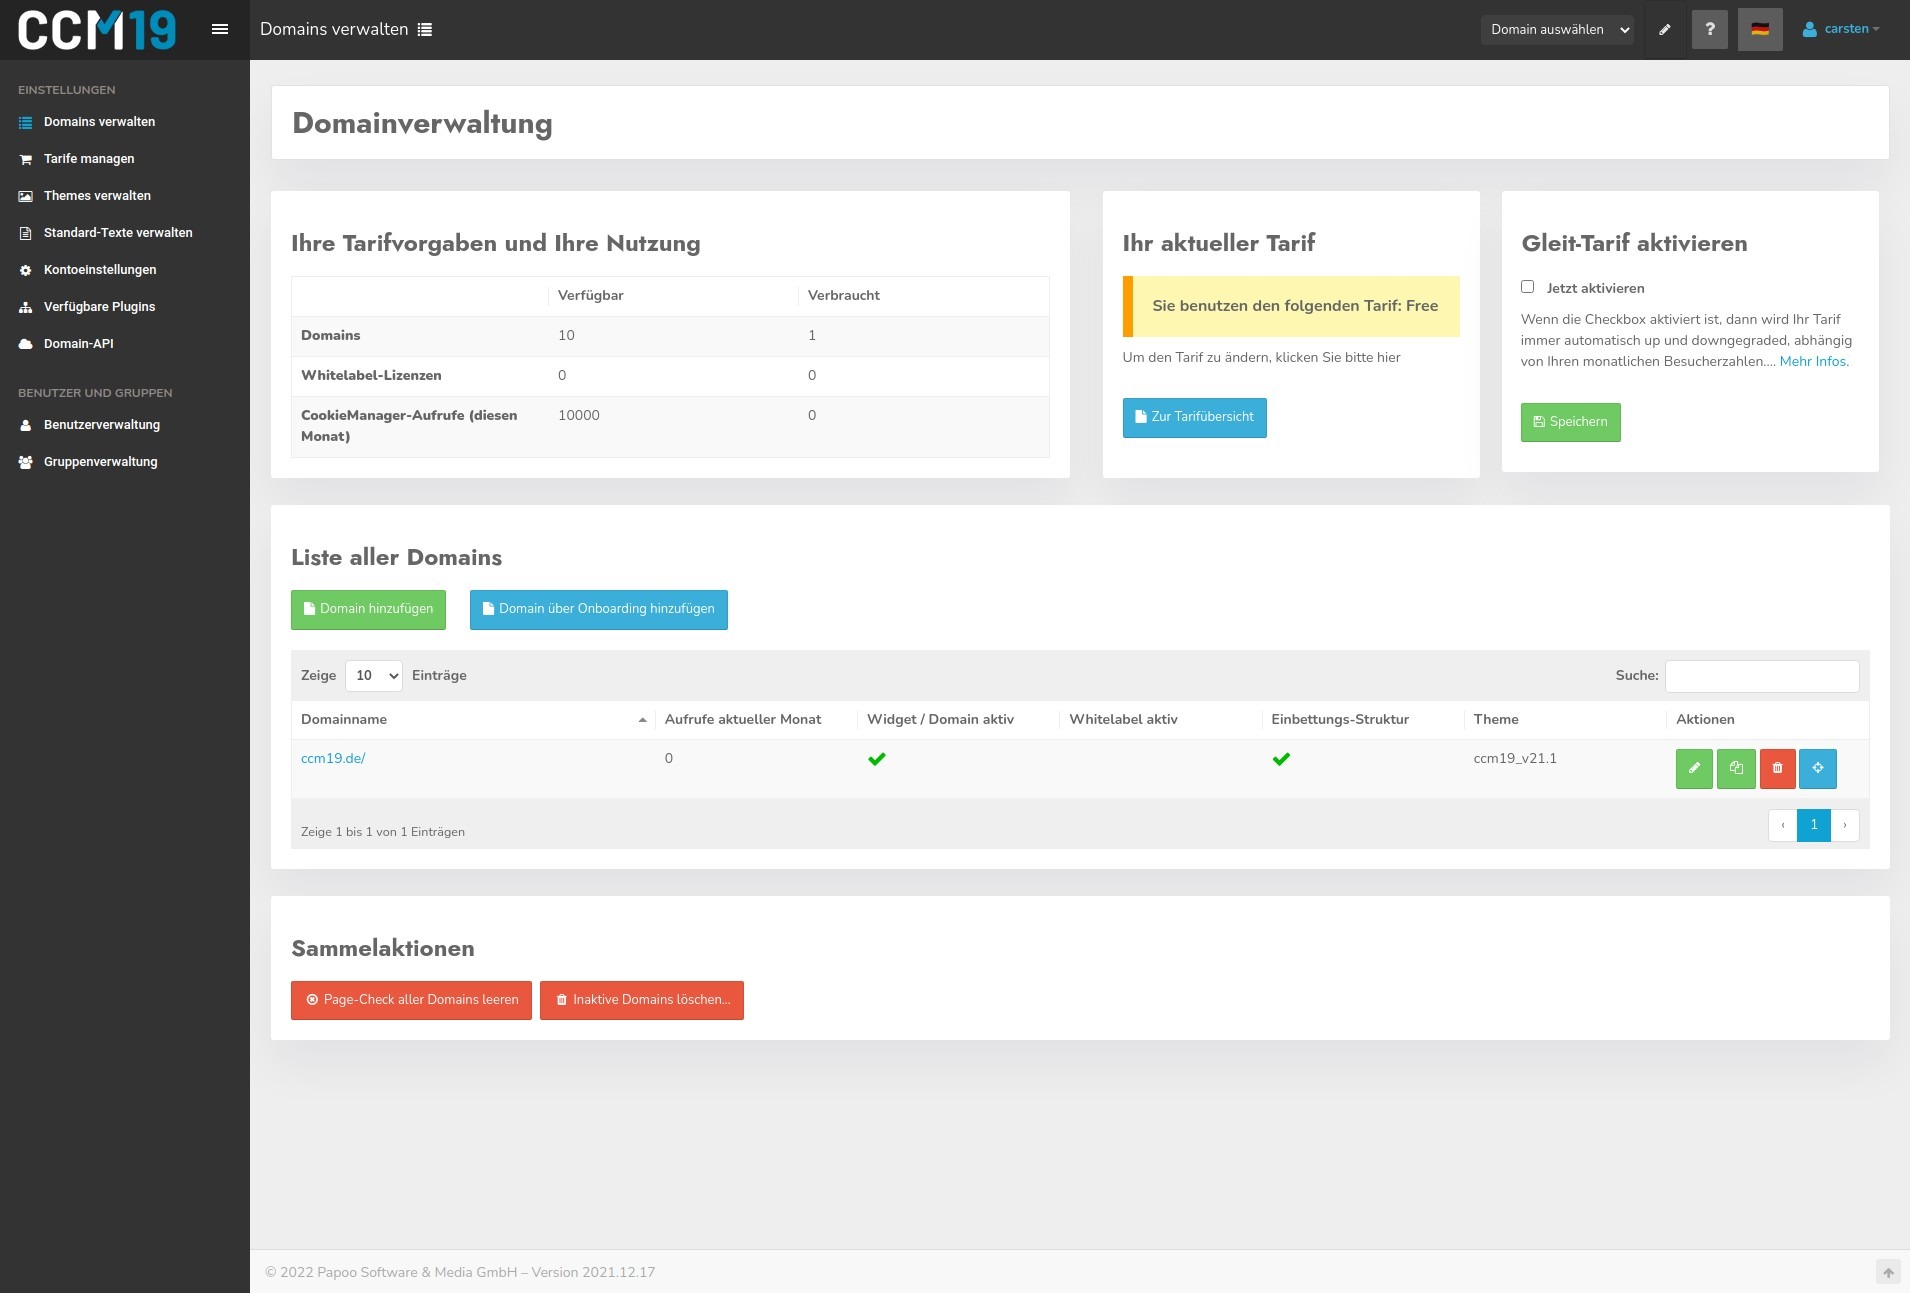 CCM19
Domains verwalten
Domain auswählen
?
carsten
EINSTELLUNGEN
Domains verwalten
Tarife managen
Themes verwalten
Standard-Texte verwalten
Kontoeinstellungen
Verfügbare Plugins
Domain-API
BENUTZER UND GRUPPEN
Benutzerverwaltung
Gruppenverwaltung
Domainverwaltung
Ihre Tarifvorgaben und Ihre Nutzung
Verfügbar Verbraucht
Domains 10 1
Whitelabel-Lizenzen 0 0
CookieManager-Aufrufe (diesen 10000 0
Monat)
Ihr aktueller Tarif
Sie benutzen den folgenden Tarif: Free
Um den Tarif zu ändern, klicken Sie bitte hier
Zur Tarifübersicht
Gleit-Tarif aktivieren
Jetzt aktivieren
Wenn die Checkbox aktiviert ist, dann wird Ihr Tarif
immer automatisch up und downgegraded, abhängig
von Ihren monatlichen Besucherzahlen.... Mehr Infos.
Speichern
Liste aller Domains
Domain hinzufügen
Domain über Onboarding hinzufügen
Zeige 10 Einträge
Suche:
Domainname Aufrufe aktueller Monat Widget / Domain aktiv Whitelabel aktiv Einbettungs-Struktur Theme Aktionen
ccm19.de/ 0 ccm19_v21.1
Zeige 1 bis 1 von 1 Einträgen
‹ 1 ›
Sammelaktionen
Page-Check aller Domains leeren
Inaktive Domains löschen...
© 2022 Papoo Software & Media GmbH – Version 2021.12.17